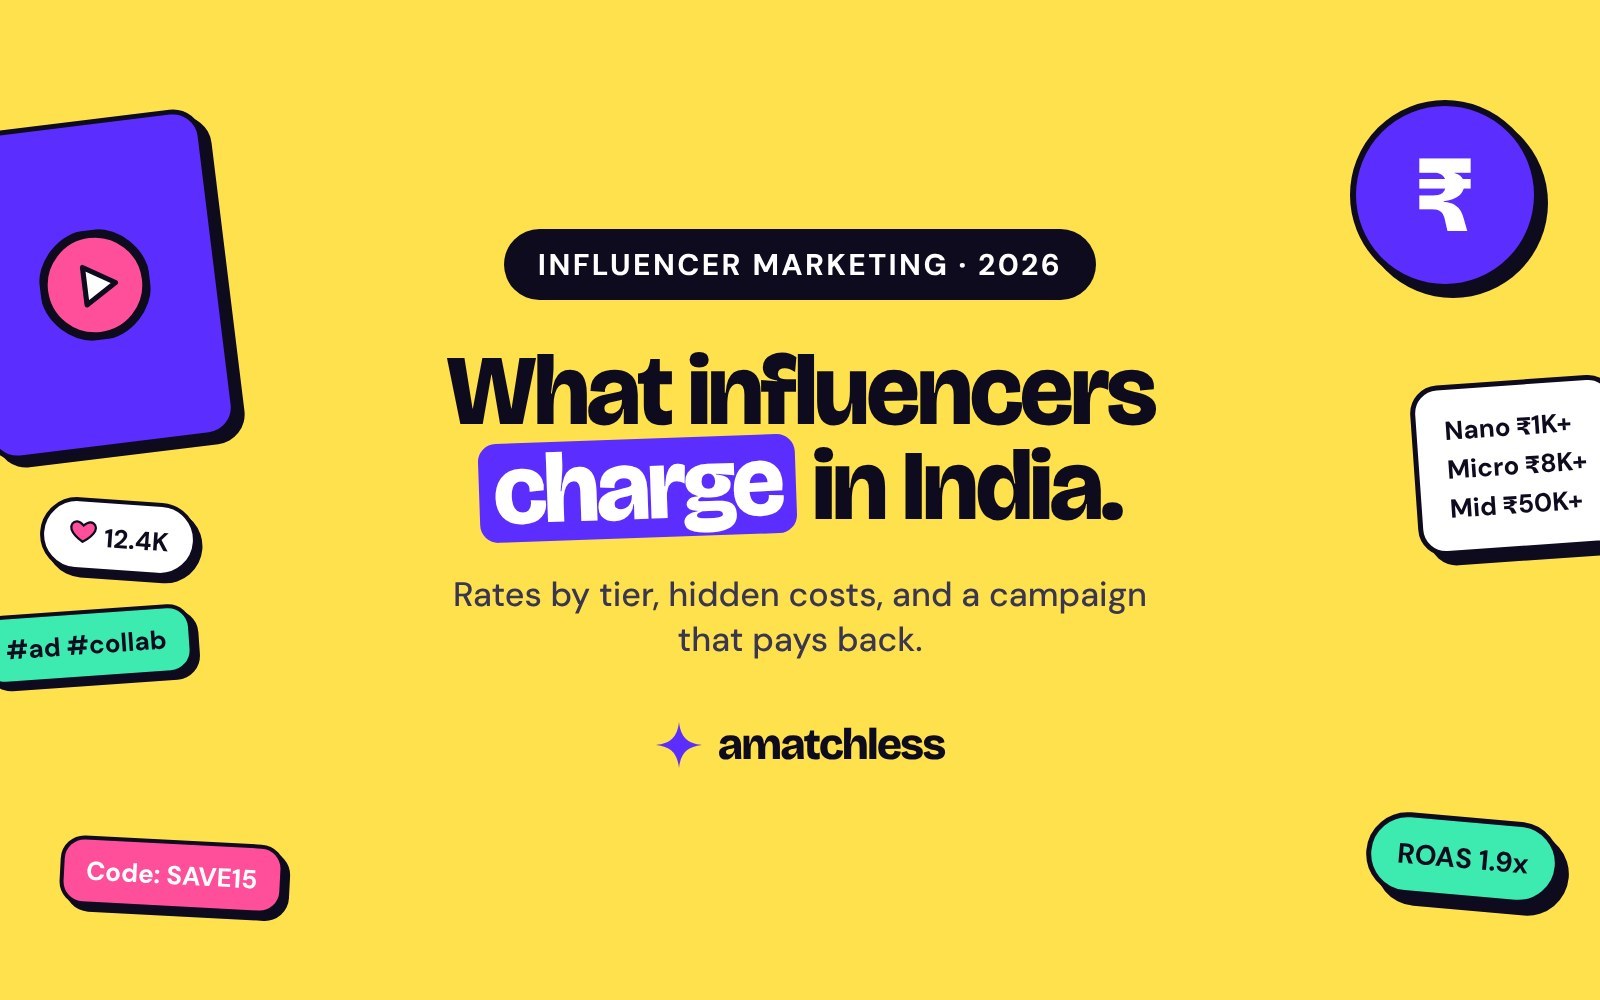 INFLUENCER MARKETING · 2026
What influencers
charge in India.
Rates by tier, hidden costs, and a campaign
that pays back.
amatchless
12.4K
#ad #collab
Code: SAVE15
₹
Nano ₹1K+
Micro ₹8K+
Mid ₹50K+
ROAS 1.9x